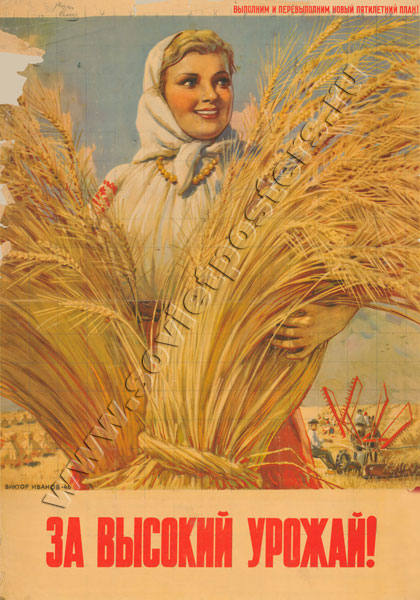 ВЫПОЛНИМ И ПЕРЕВЫПОЛНИМ НОВЫЙ ПЯТИЛЕТНИЙ ПЛАН!
www.sovietposters.ru
ВИКТОР ИВАНОВ-46
ЗА ВЫСОКИЙ УРОЖАЙ!